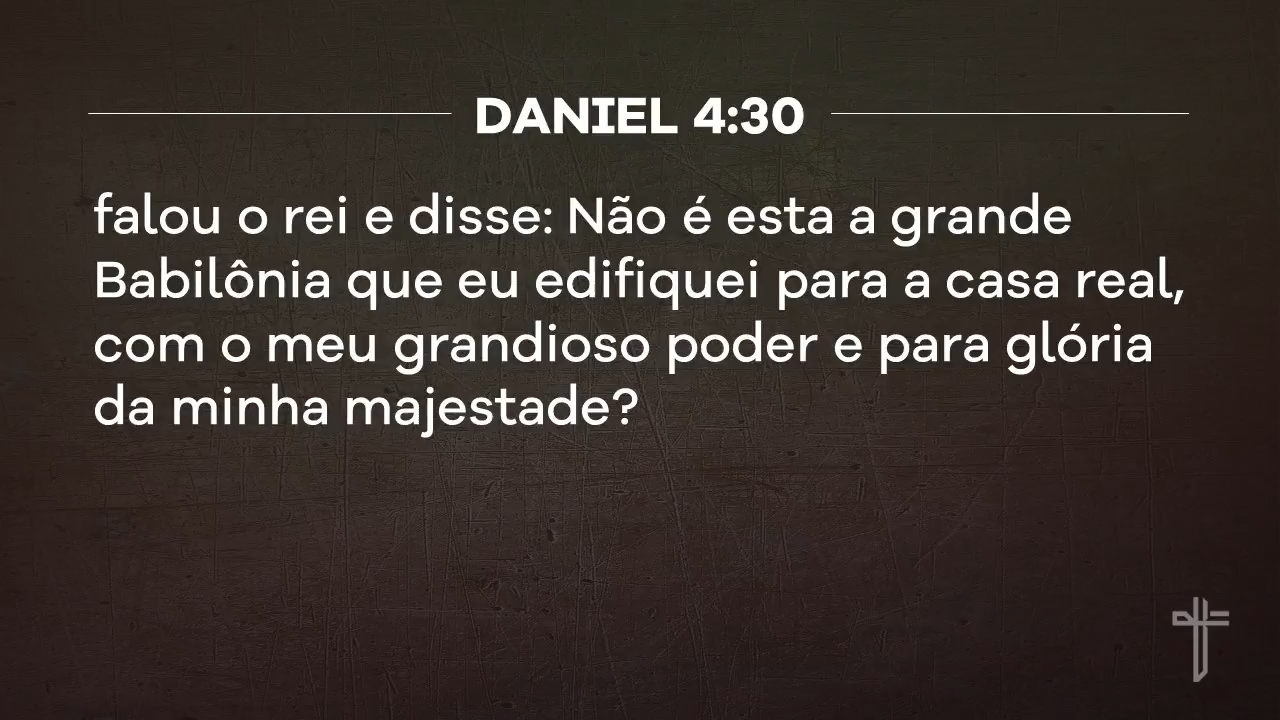 DANIEL 4:30
falou o rei e disse: Não é esta a grande
Babilônia que eu edifiquei para a casa real,
com o meu grandioso poder e para glória
da minha majestade?